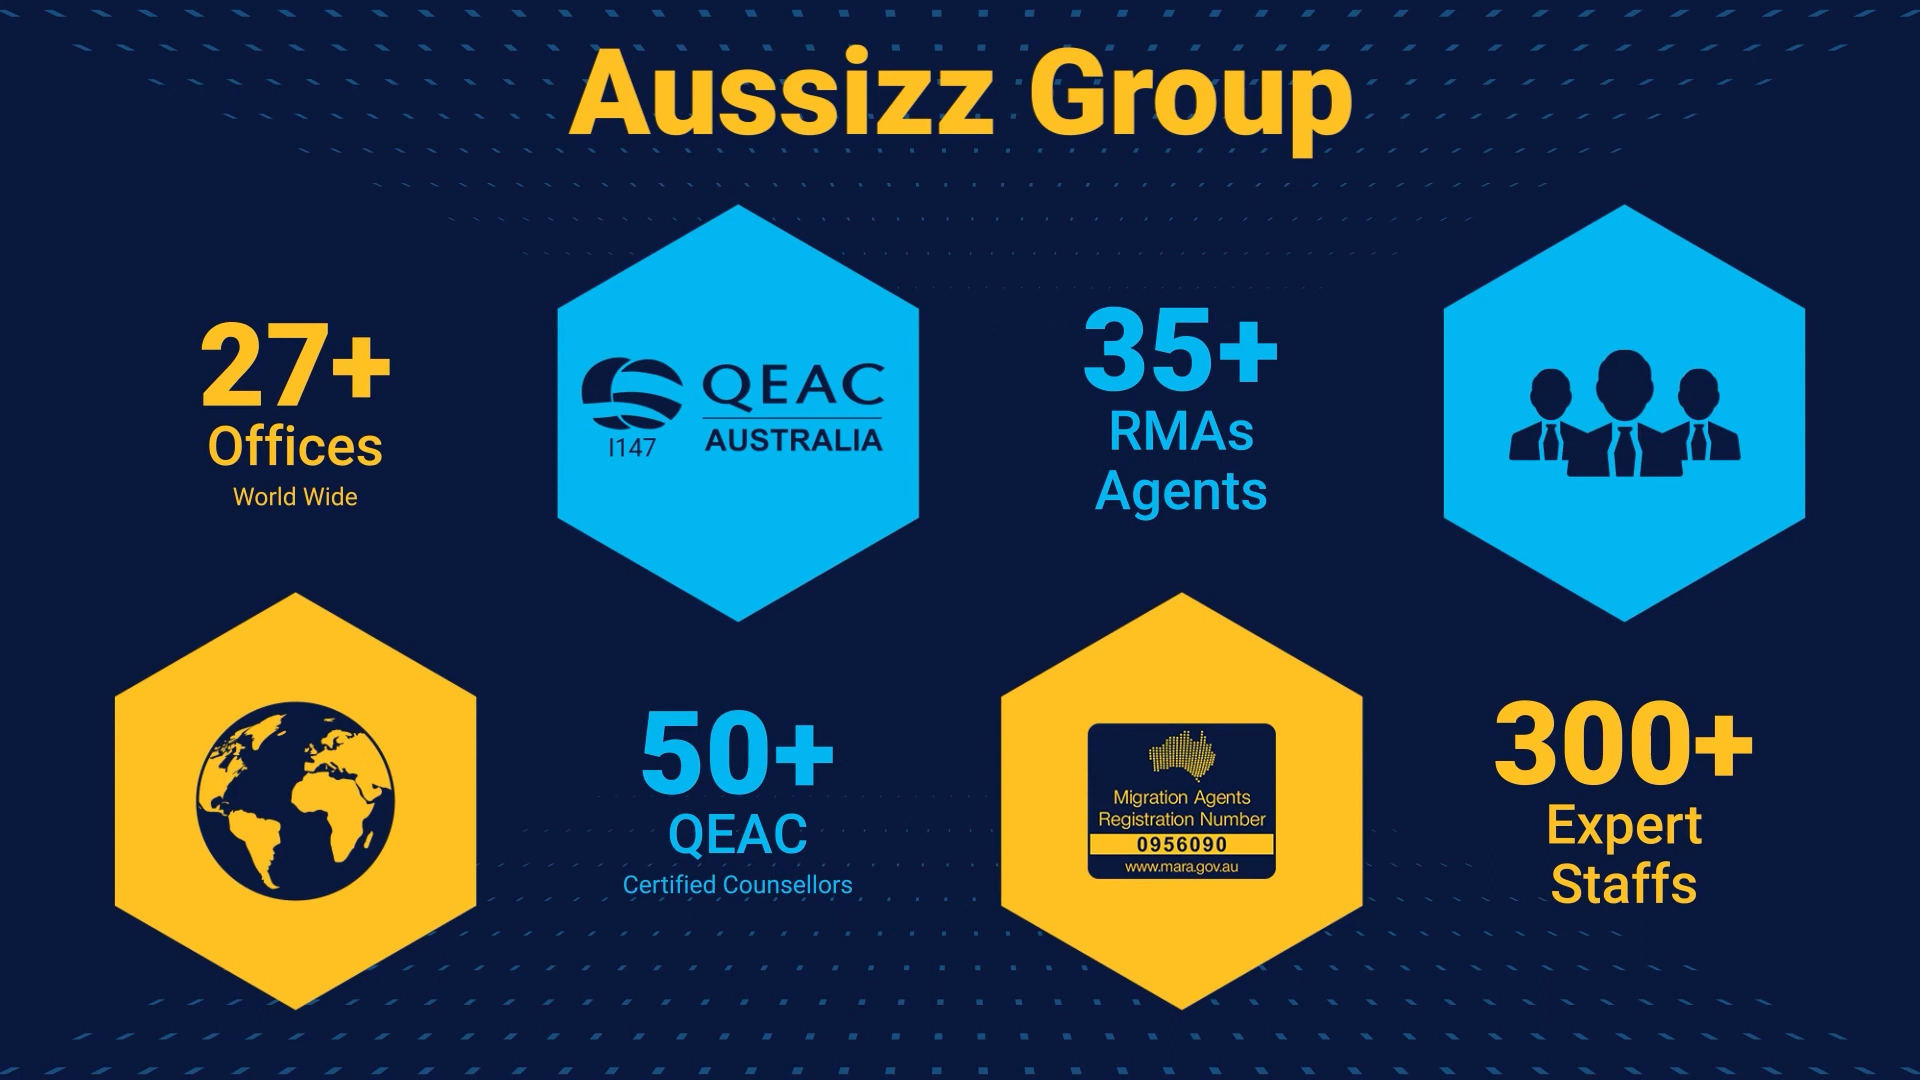 Aussizz Group
27+
Offices
World Wide
QEAC
AUSTRALIA
I147
35+
RMAs
Agents
50+
QEAC
Certified Counsellors
Migration Agents
Registration Number
0956090
www.mara.gov.au
300+
Expert
Staffs